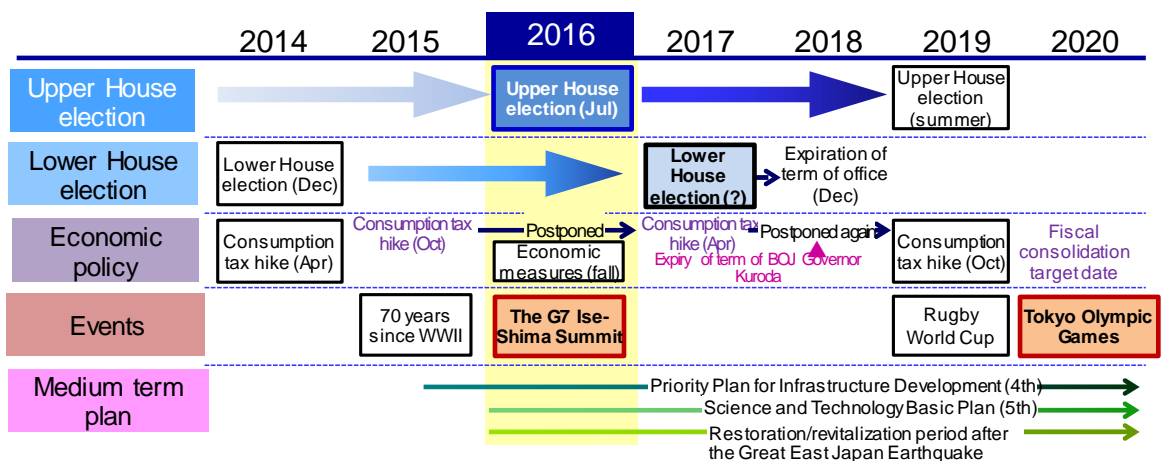 2014 2015 2016 2017 2018 2019 2020
Upper House
election
Upper House
election (Jul)
Upper House
election
(summer)
Lower House
election
Lower House
election (Dec)
Lower
House
election (?)
Expiration of
term of office
(Dec)
Economic
policy
Consumption
tax hike (Apr)
Consumption tax
hike (Oct)
Postponed
Economic
measures (fall)
Consumption tax
hike (Apr)
Postponed again
Expiry of term of BOJ Governor
Kuroda
Consumption
tax hike (Oct)
Fiscal
consolidation
target date
Events
70 years
since WWII
The G7 Ise-
Shima Summit
Rugby
World Cup
Tokyo Olympic
Games
Medium term
plan
Priority Plan for Infrastructure Development (4th)
Science and Technology Basic Plan (5th)
Restoration/revitalization period after
the Great East Japan Earthquake